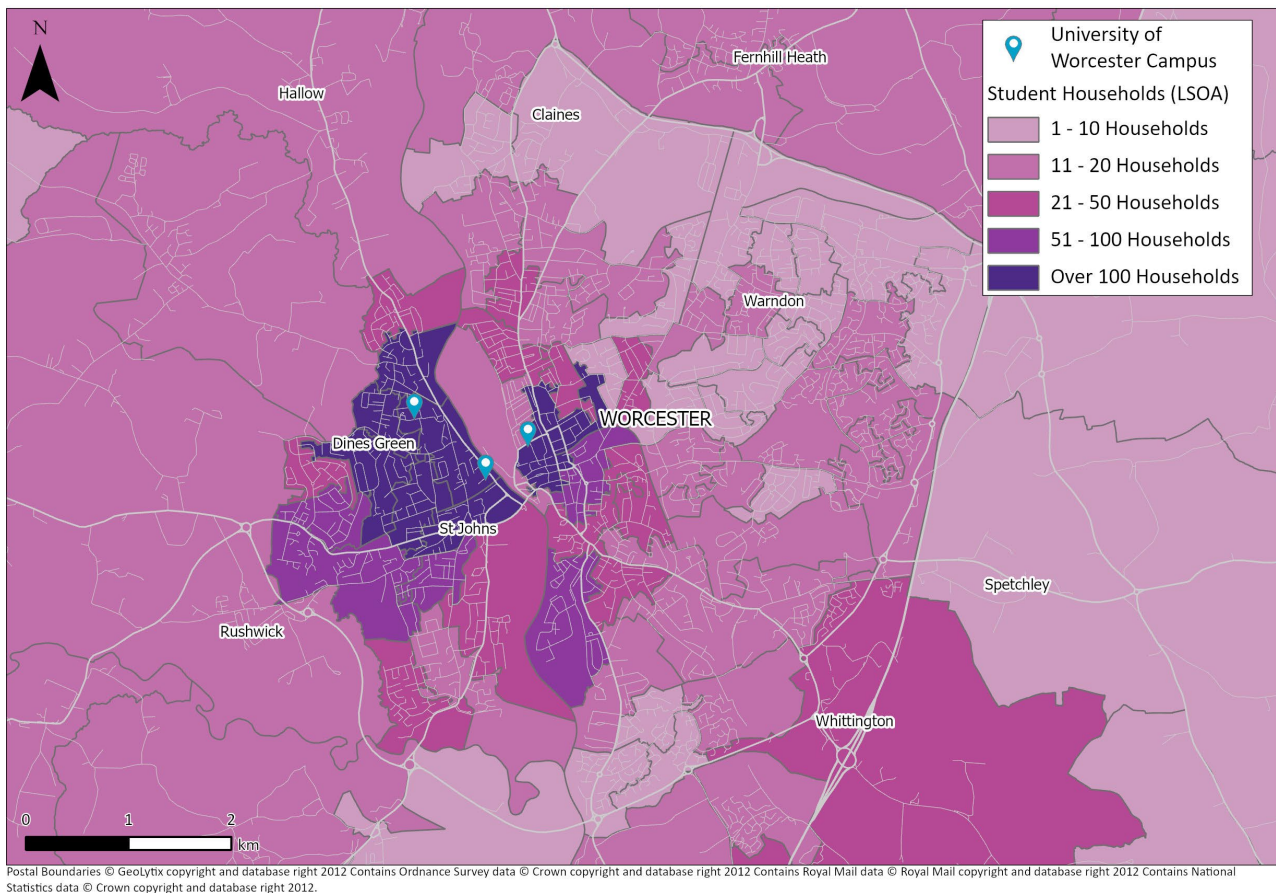 N
University of
Worcester Campus
Student Households (LSOA)
1 - 10 Households
11 - 20 Households
21 - 50 Households
51 - 100 Households
Over 100 Households
Fernhill Heath
Hallow
Claines
Warndon
WORCESTER
Dines Green
St Johns
Spetchley
Rushwick
Whittington
0 1 2
km
Postal Boundaries © GeoLytix copyright and database right 2012 Contains Ordnance Survey data © Crown copyright and database right 2012 Contains Royal Mail data © Royal Mail copyright and database right 2012 Contains National
Statistics data © Crown copyright and database right 2012.